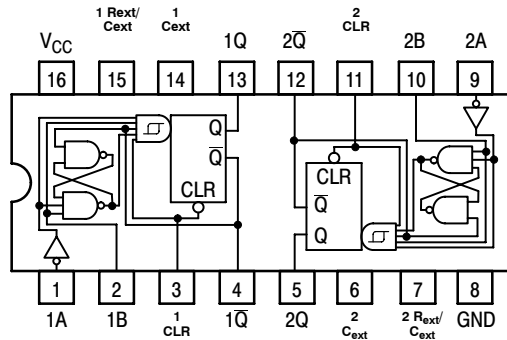 1 Rext/
Cext
1
Cext
2
CLR
VCC
1Q
2Q̅
2B
2A
16 15 14 13 12 11 10 9
Q
Q̅
CLR
CLR
Q̅
Q
1 2 3 4 5 6 7 8
1A
1B
1
CLR
1Q̅
2Q
2
Cext
2 Rext/
Cext
GND